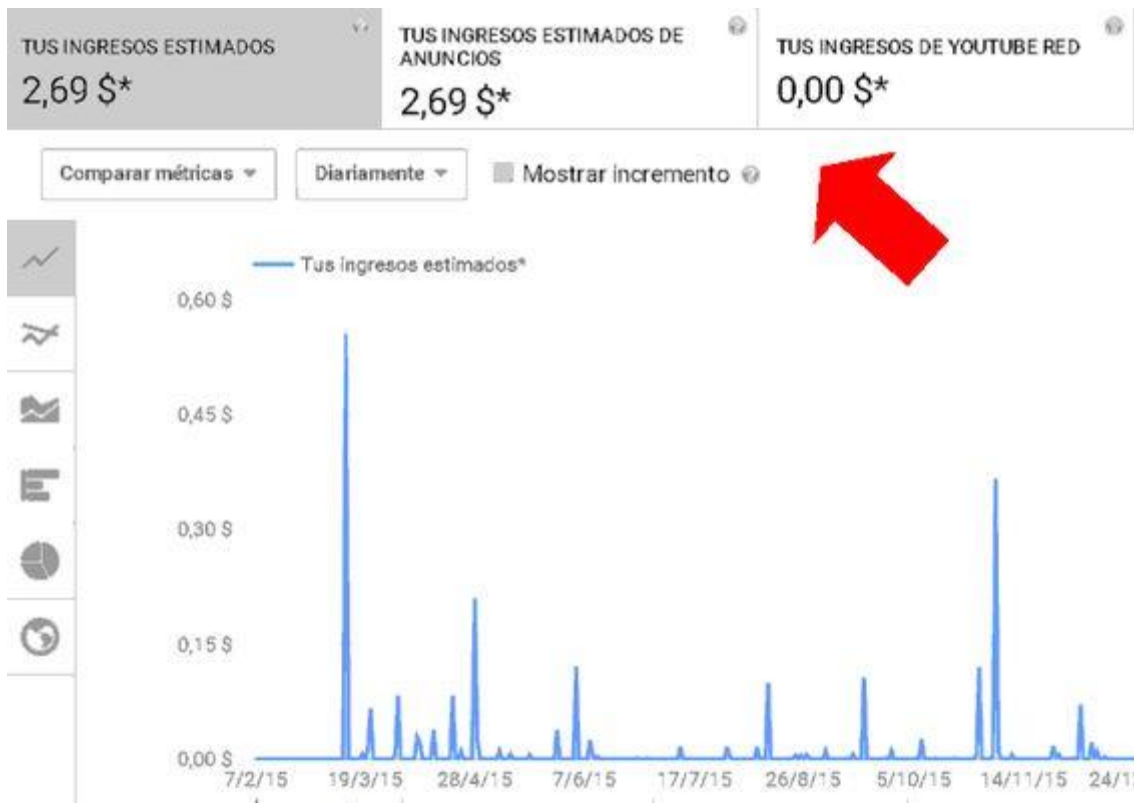 TUS INGRESOS ESTIMADOS
2,69 $*
TUS INGRESOS ESTIMADOS DE
ANUNCIOS
2,69 $*
TUS INGRESOS DE YOUTUBE RED
0,00 $*
Comparar métricas
Diariamente
Mostrar incremento
Tus ingresos estimados*
0,60 $
0,45 $
0,30 $
0,15 $
0,00 $
7/2/15 19/3/15 28/4/15 7/6/15 17/7/15 26/8/15 5/10/15 14/11/15 24/1